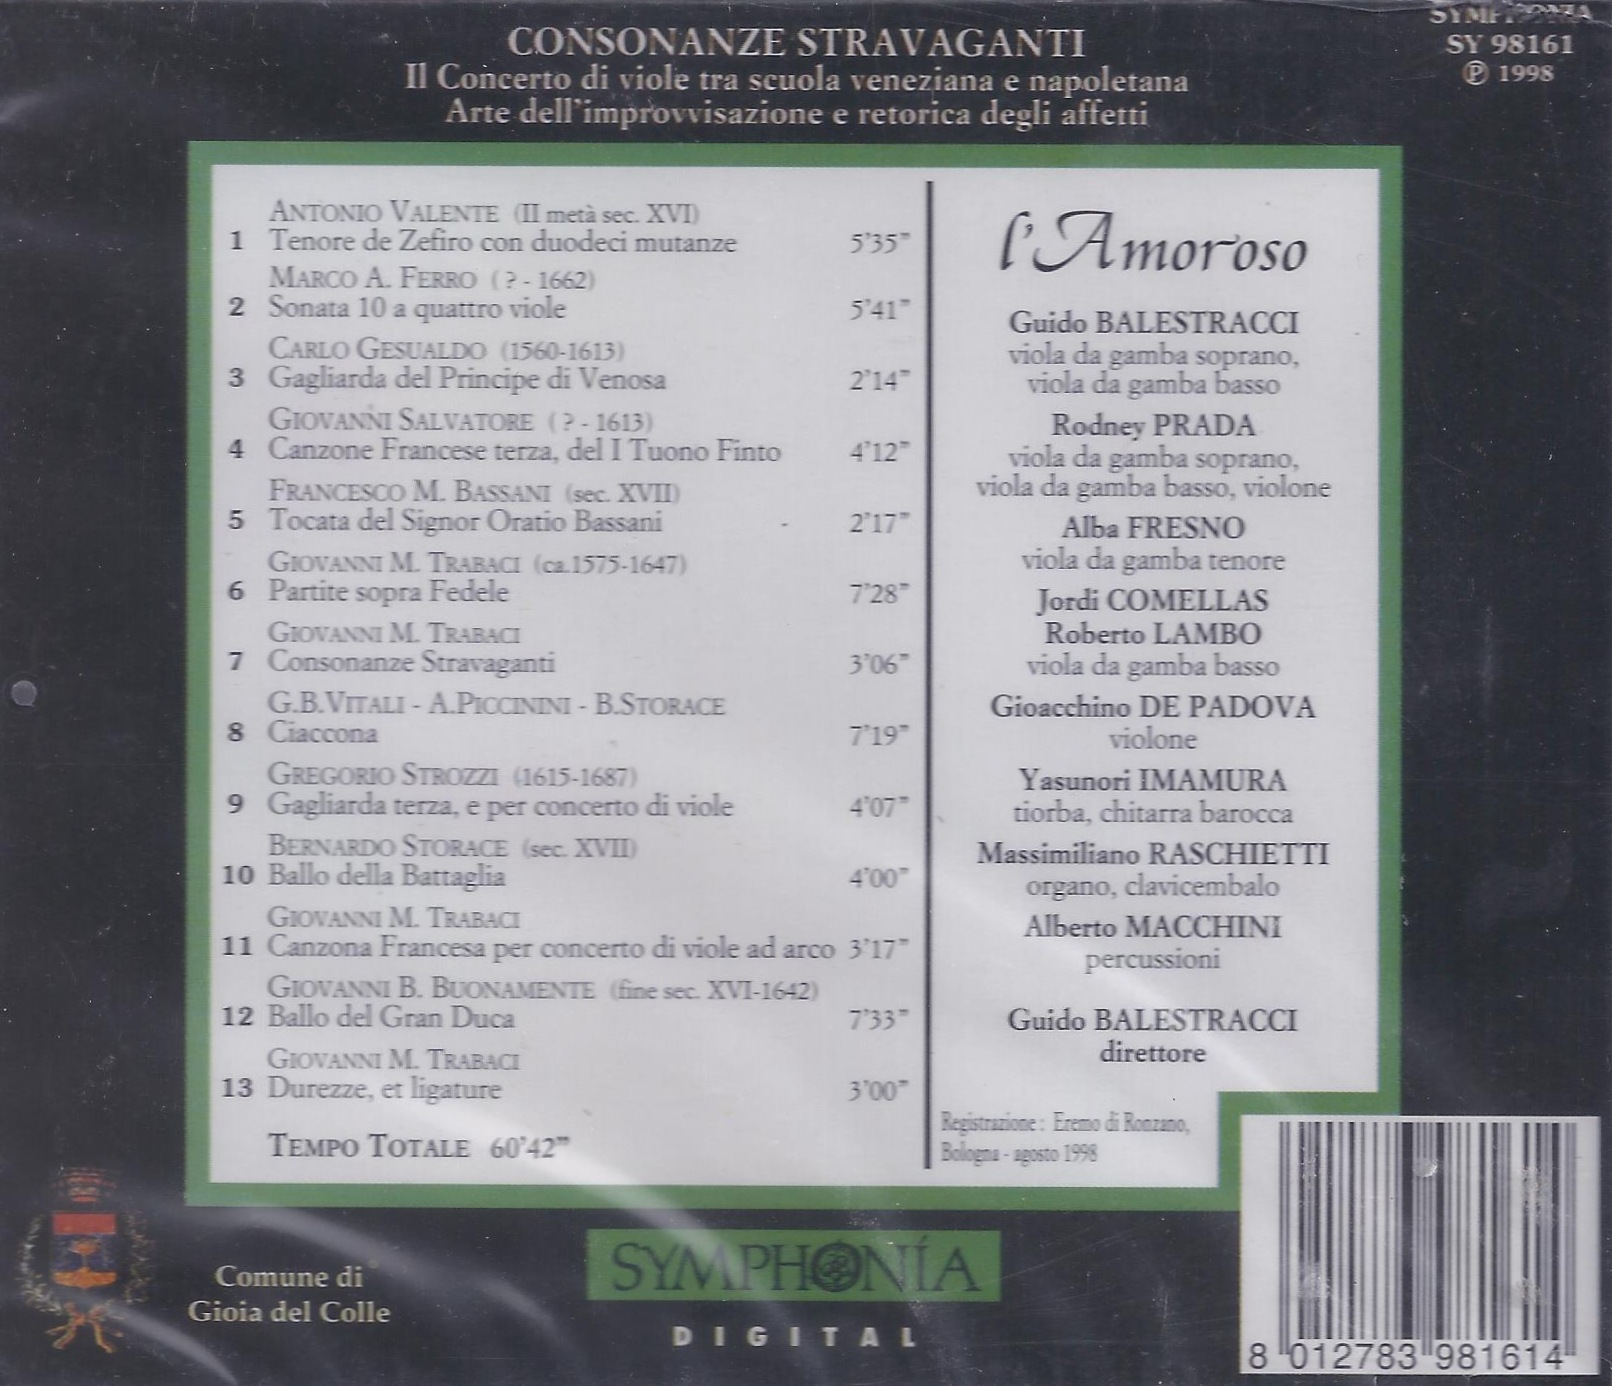 CONSONANZE STRAVAGANTI
Il Concerto di viole tra scuola veneziana e napoletana
Arte dell'improvvisazione e retorica degli affetti
SYMPHONIA
SY 98161
℗ 1998
ANTONIO VALENTE (II metà sec. XVI)
1 Tenore de Zefiro con duodeci mutanze 5'35"
MARCO A. FERRO (? - 1662)
2 Sonata 10 a quattro viole 5'41"
CARLO GESUALDO (1560-1613)
3 Gagliarda del Principe di Venosa 2'14"
GIOVANNI SALVATORE (? - 1613)
4 Canzone Francese terza, del I Tuono Finto 4'12"
FRANCESCO M. BASSANI (sec. XVII)
5 Tocata del Signor Oratio Bassani - 2'17"
GIOVANNI M. TRABACI (ca.1575-1647)
6 Partite sopra Fedele 7'28"
GIOVANNI M. TRABACI
7 Consonanze Stravaganti 3'06"
G.B.VITALI - A.PICCININI - B.STORACE
8 Ciaccona 7'19"
GREGORIO STROZZI (1615-1687)
9 Gagliarda terza, e per concerto di viole 4'07"
BERNARDO STORACE (sec. XVII)
10 Ballo della Battaglia 4'00"
GIOVANNI M. TRABACI
11 Canzona Francesa per concerto di viole ad arco 3'17"
GIOVANNI B. BUONAMENTE (fine sec. XVI-1642)
12 Ballo del Gran Duca 7'33"
GIOVANNI M. TRABACI
13 Durezze, et ligature 3'00"
TEMPO TOTALE 60'42"
l'Amoroso
Guido BALESTRACCI
viola da gamba soprano,
viola da gamba basso
Rodney PRADA
viola da gamba soprano,
viola da gamba basso, violone
Alba FRESNO
viola da gamba tenore
Jordi COMELLAS
Roberto LAMBO
viola da gamba basso
Gioacchino DE PADOVA
violone
Yasunori IMAMURA
tiorba, chitarra barocca
Massimiliano RASCHIETTI
organo, clavicembalo
Alberto MACCHINI
percussioni
Guido BALESTRACCI
direttore
Registrazione: Eremo di Ronzano,
Bologna - agosto 1998
Comune di
Gioia del Colle
SYMPHONÍA
DIGITAL
8 012783 981614